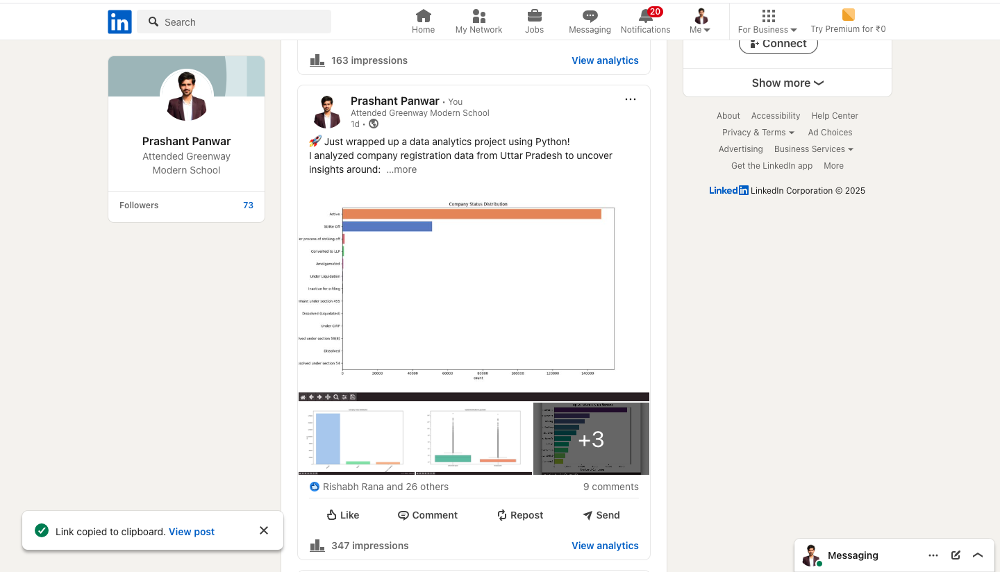 Search
Home
My Network
Jobs
Messaging
20
Notifications
Me
For Business
Try Premium for ₹0
Prashant Panwar
Attended Greenway
Modern School
Followers 73
163 impressions View analytics
Prashant Panwar • You
Attended Greenway Modern School
1d •
🚀 Just wrapped up a data analytics project using Python!
I analyzed company registration data from Uttar Pradesh to uncover
insights around: ...more
Company Status Distribution
Active
Strike Off
er process of striking off
Converted to LLP
Amalgamated
Under Liquidation
Inactive for e-filing
rmant under section 455
Dissolved (Liquidated)
Under CIRP
lved under section 59(8)
Dissolved
ssolved under section 54
0 20000 40000 60000 80000 100000 120000 140000
count
+3
Rishabh Rana and 26 others 9 comments
Like Comment Repost Send
347 impressions View analytics
Connect
Show more
About Accessibility Help Center
Privacy & Terms Ad Choices
Advertising Business Services
Get the LinkedIn app More
LinkedIn LinkedIn Corporation © 2025
Link copied to clipboard. View post
Messaging